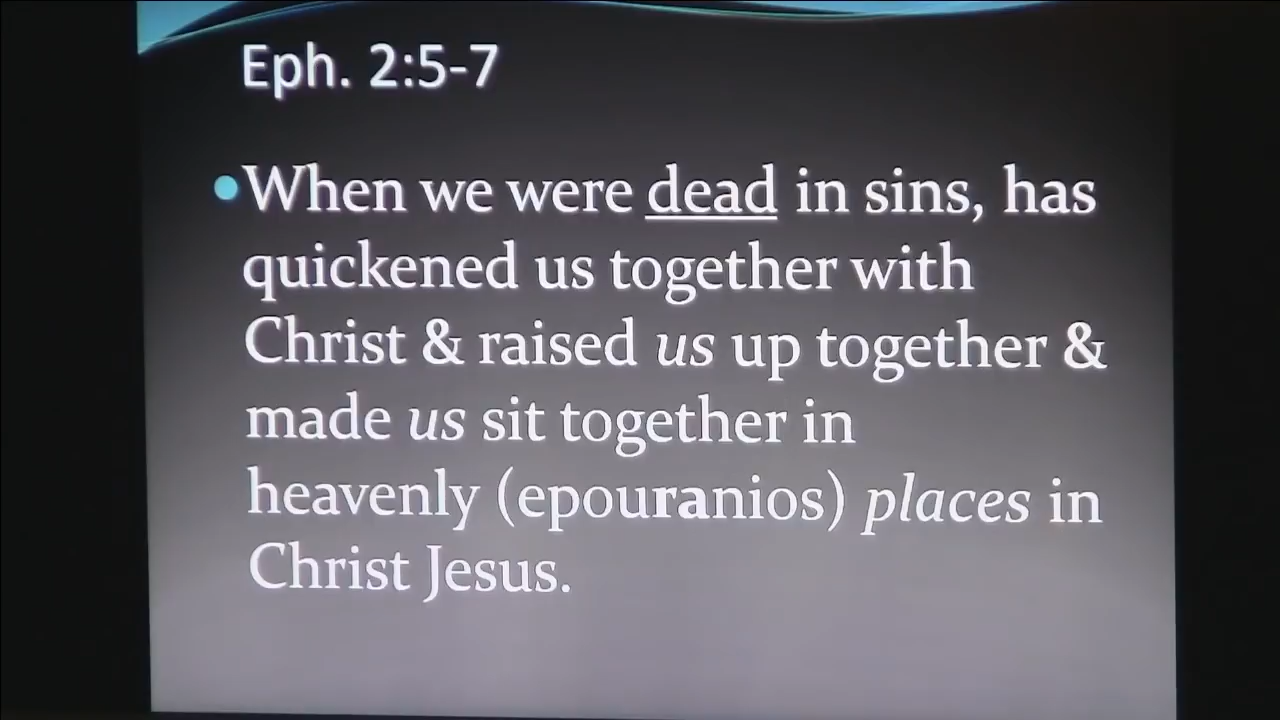 Eph. 2:5-7
•When we were dead in sins, has
quickened us together with
Christ & raised us up together &
made us sit together in
heavenly (epouranios) places in
Christ Jesus.